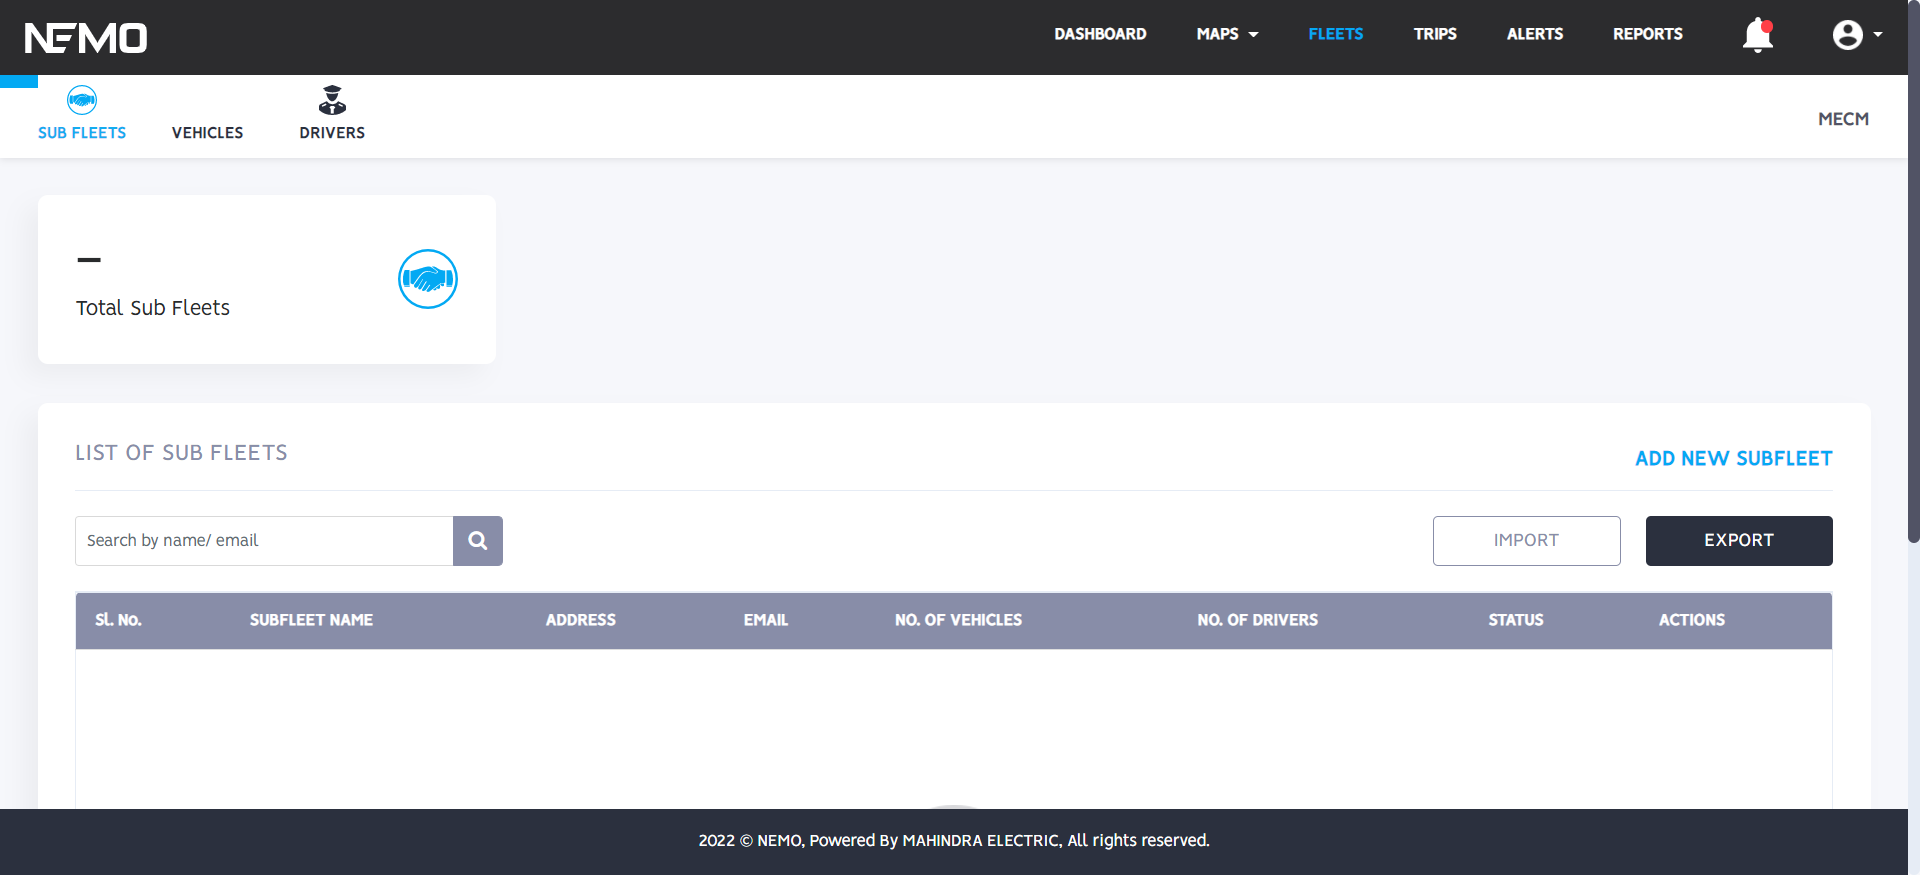 NEMO
DASHBOARD MAPS FLEETS TRIPS ALERTS REPORTS
SUB FLEETS VEHICLES DRIVERS
MECM
–
Total Sub Fleets
LIST OF SUB FLEETS
ADD NEW SUBFLEET
Search by name/ email
IMPORT EXPORT
Sl. No. SUBFLEET NAME ADDRESS EMAIL NO. OF VEHICLES NO. OF DRIVERS STATUS ACTIONS
2022 © NEMO, Powered By MAHINDRA ELECTRIC, All rights reserved.